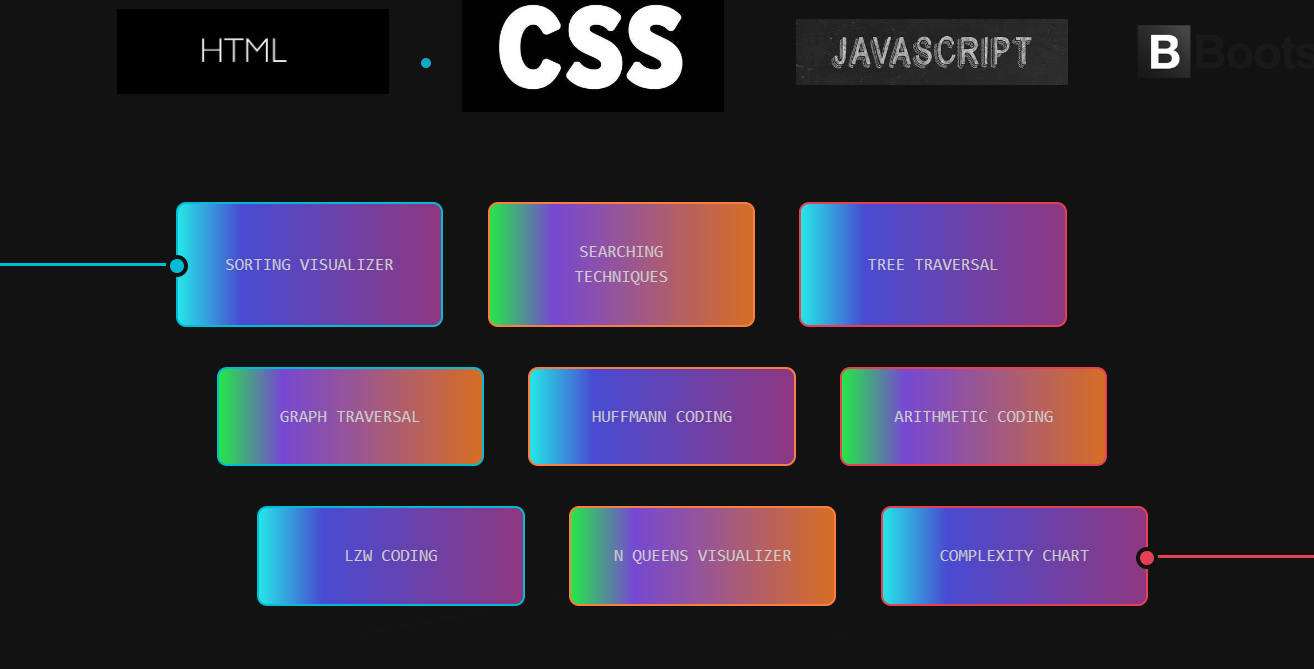 HTML
CSS
JAVASCRIPT
B Boots
SORTING VISUALIZER
SEARCHING
TECHNIQUES
TREE TRAVERSAL
GRAPH TRAVERSAL
HUFFMANN CODING
ARITHMETIC CODING
LZW CODING
N QUEENS VISUALIZER
COMPLEXITY CHART